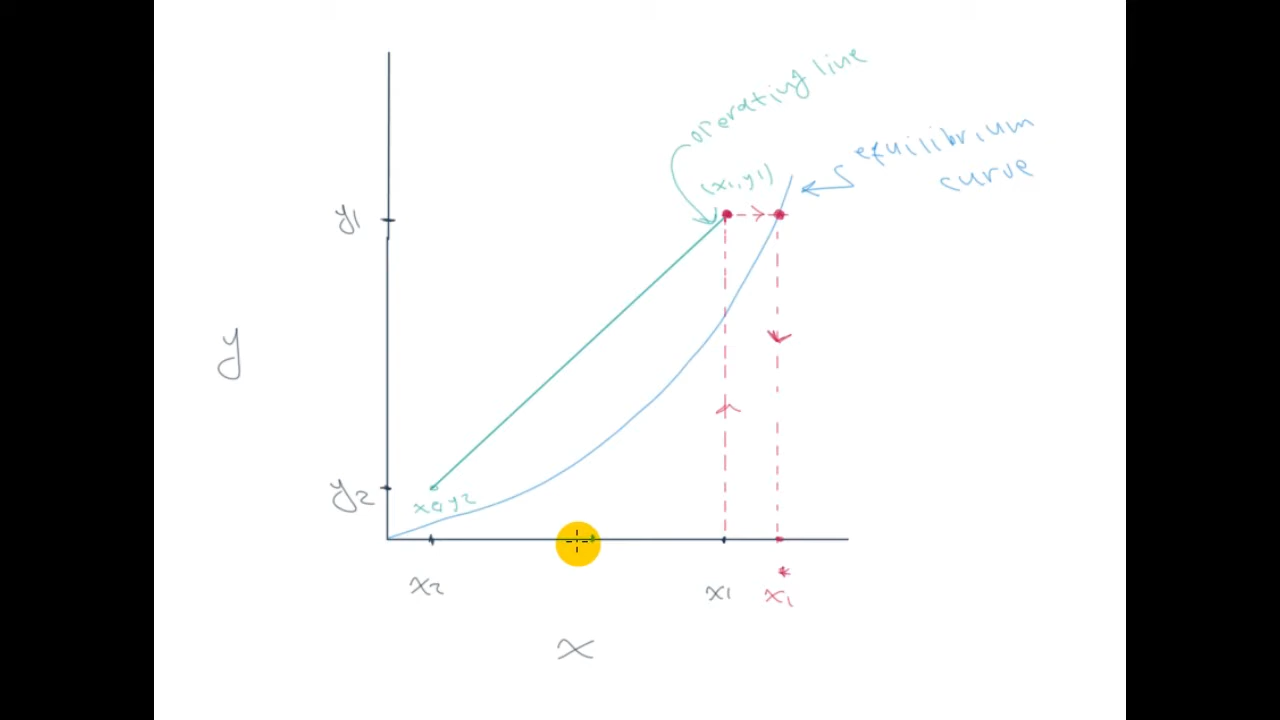 operating line
equilibrium
curve
(x1,y1)
y1
y
y2
x2,y2
x2
x1
x1*
x